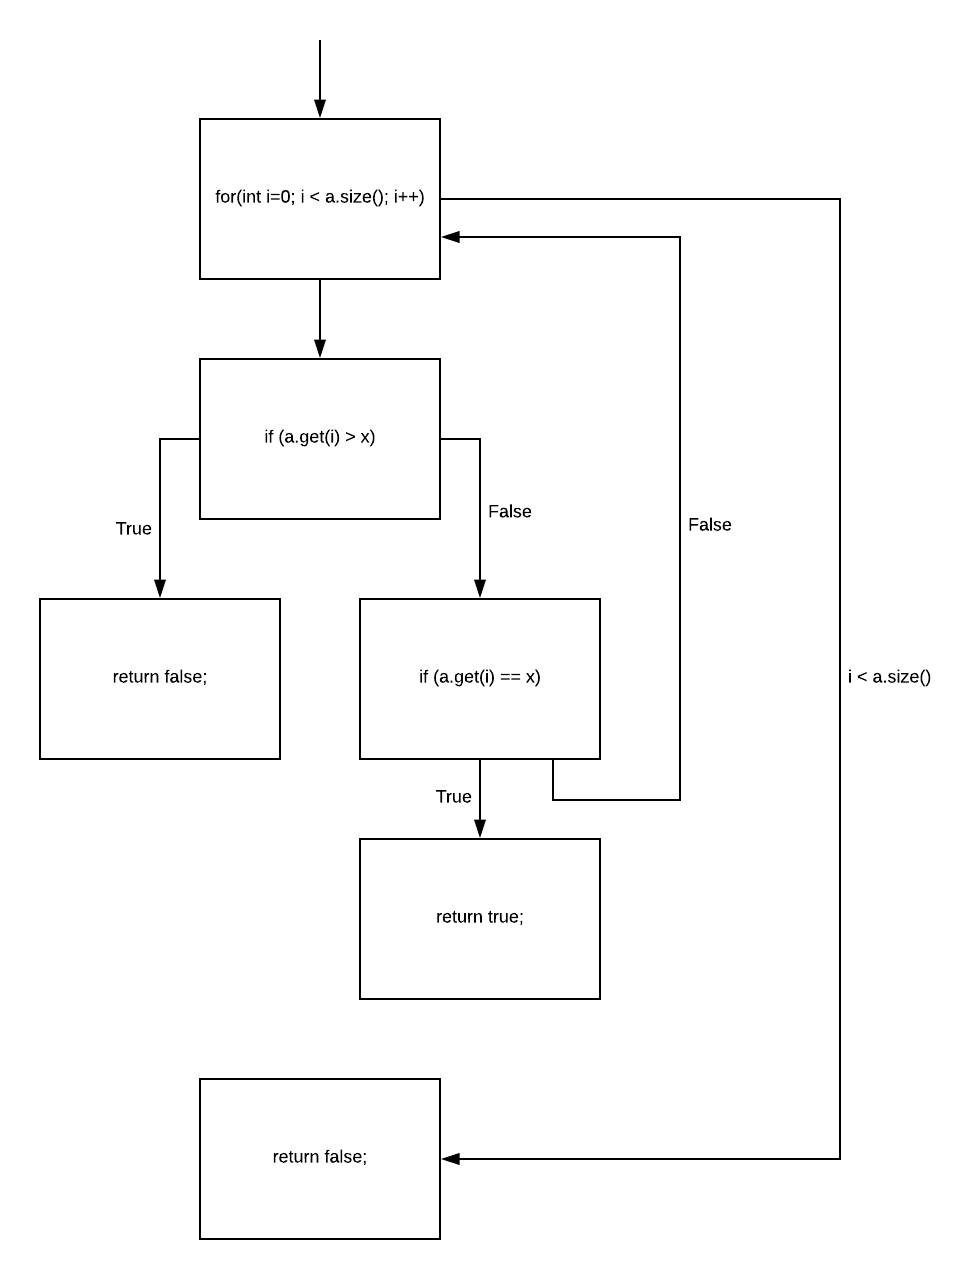 for(int i=0; i < a.size(); i++)
if (a.get(i) > x)
True
False
False
return false;
if (a.get(i) == x)
i < a.size()
True
return true;
return false;